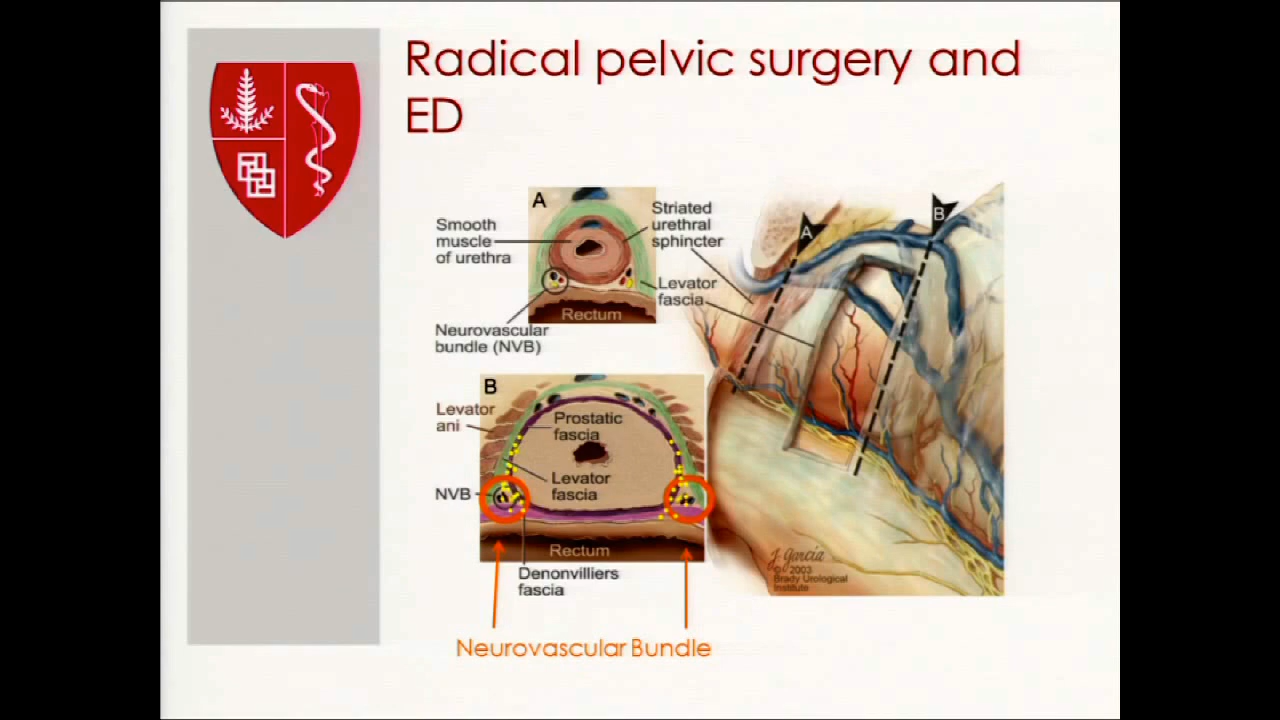 Radical pelvic surgery and
ED
A
Smooth
muscle
of urethra
Striated
urethral
sphincter
Levator
fascia
Rectum
Neurovascular
bundle (NVB)
A
B
B
Levator
ani
Prostatic
fascia
Levator
fascia
NVB
Rectum
Denonvilliers
fascia
J Garcia
© 2003
Brady Urological
Institute
Neurovascular Bundle